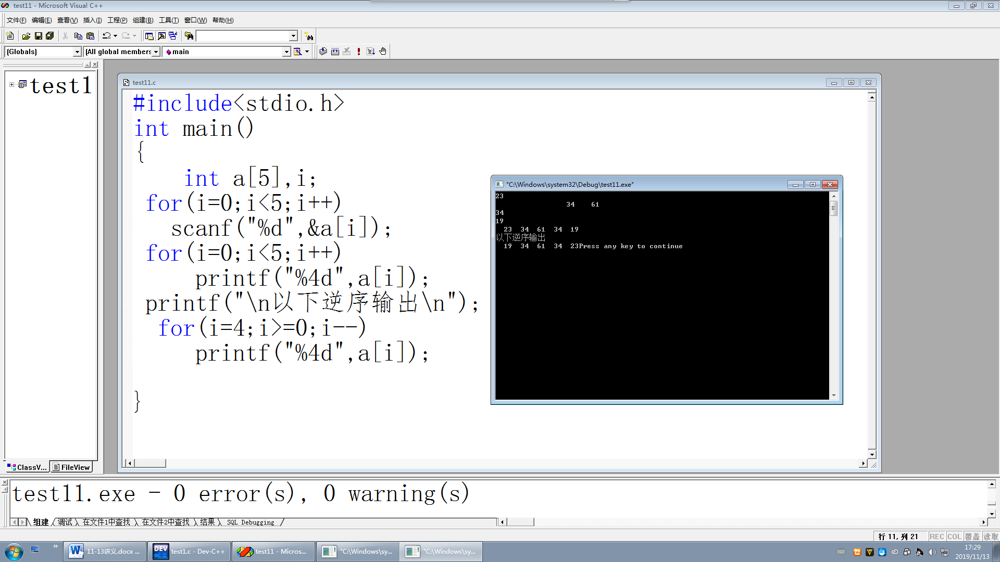 test11 - Microsoft Visual C++
文件(F) 编辑(E) 查看(V) 插入(I) 工程(P) 组建(B) 工具(T) 窗口(W) 帮助(H)
(Globals) (All global members main
test1
test11.c
#include<stdio.h>
int main()
{
int a[5],i;
for(i=0;i<5;i++)
scanf("%d",&a[i]);
for(i=0;i<5;i++)
printf("%4d",a[i]);
printf("\n以下逆序输出\n");
for(i=4;i>=0;i--)
printf("%4d",a[i]);
}
"C:\Windows\system32\Debug\test11.exe"
23
34 61
34
19
23 34 61 34 19
以下逆序输出
19 34 61 34 23Press any key to continue
ClassV... FileView
test11.exe - 0 error(s), 0 warning(s)
组建 调试 在文件1中查找 在文件2中查找 结果 SQL Debugging
行 11, 列 21 REC COL 覆盖 读取
11-13讲义.docx ... test1.c - Dev-C++ test11 - Micros... "C:\Windows\sy... "C:\Windows\sy...
17:29
2019/11/13